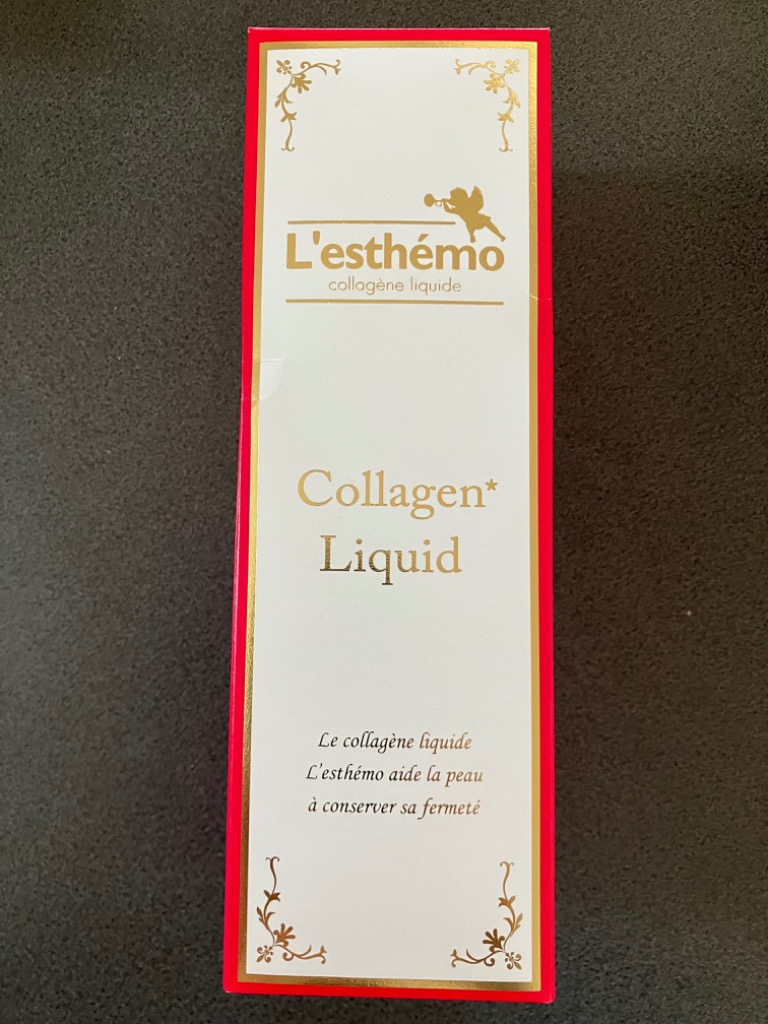 L'esthémo
collagène liquide
Collagen*
Liquid
Le collagène liquide
L'esthémo aide la peau
à conserver sa fermeté